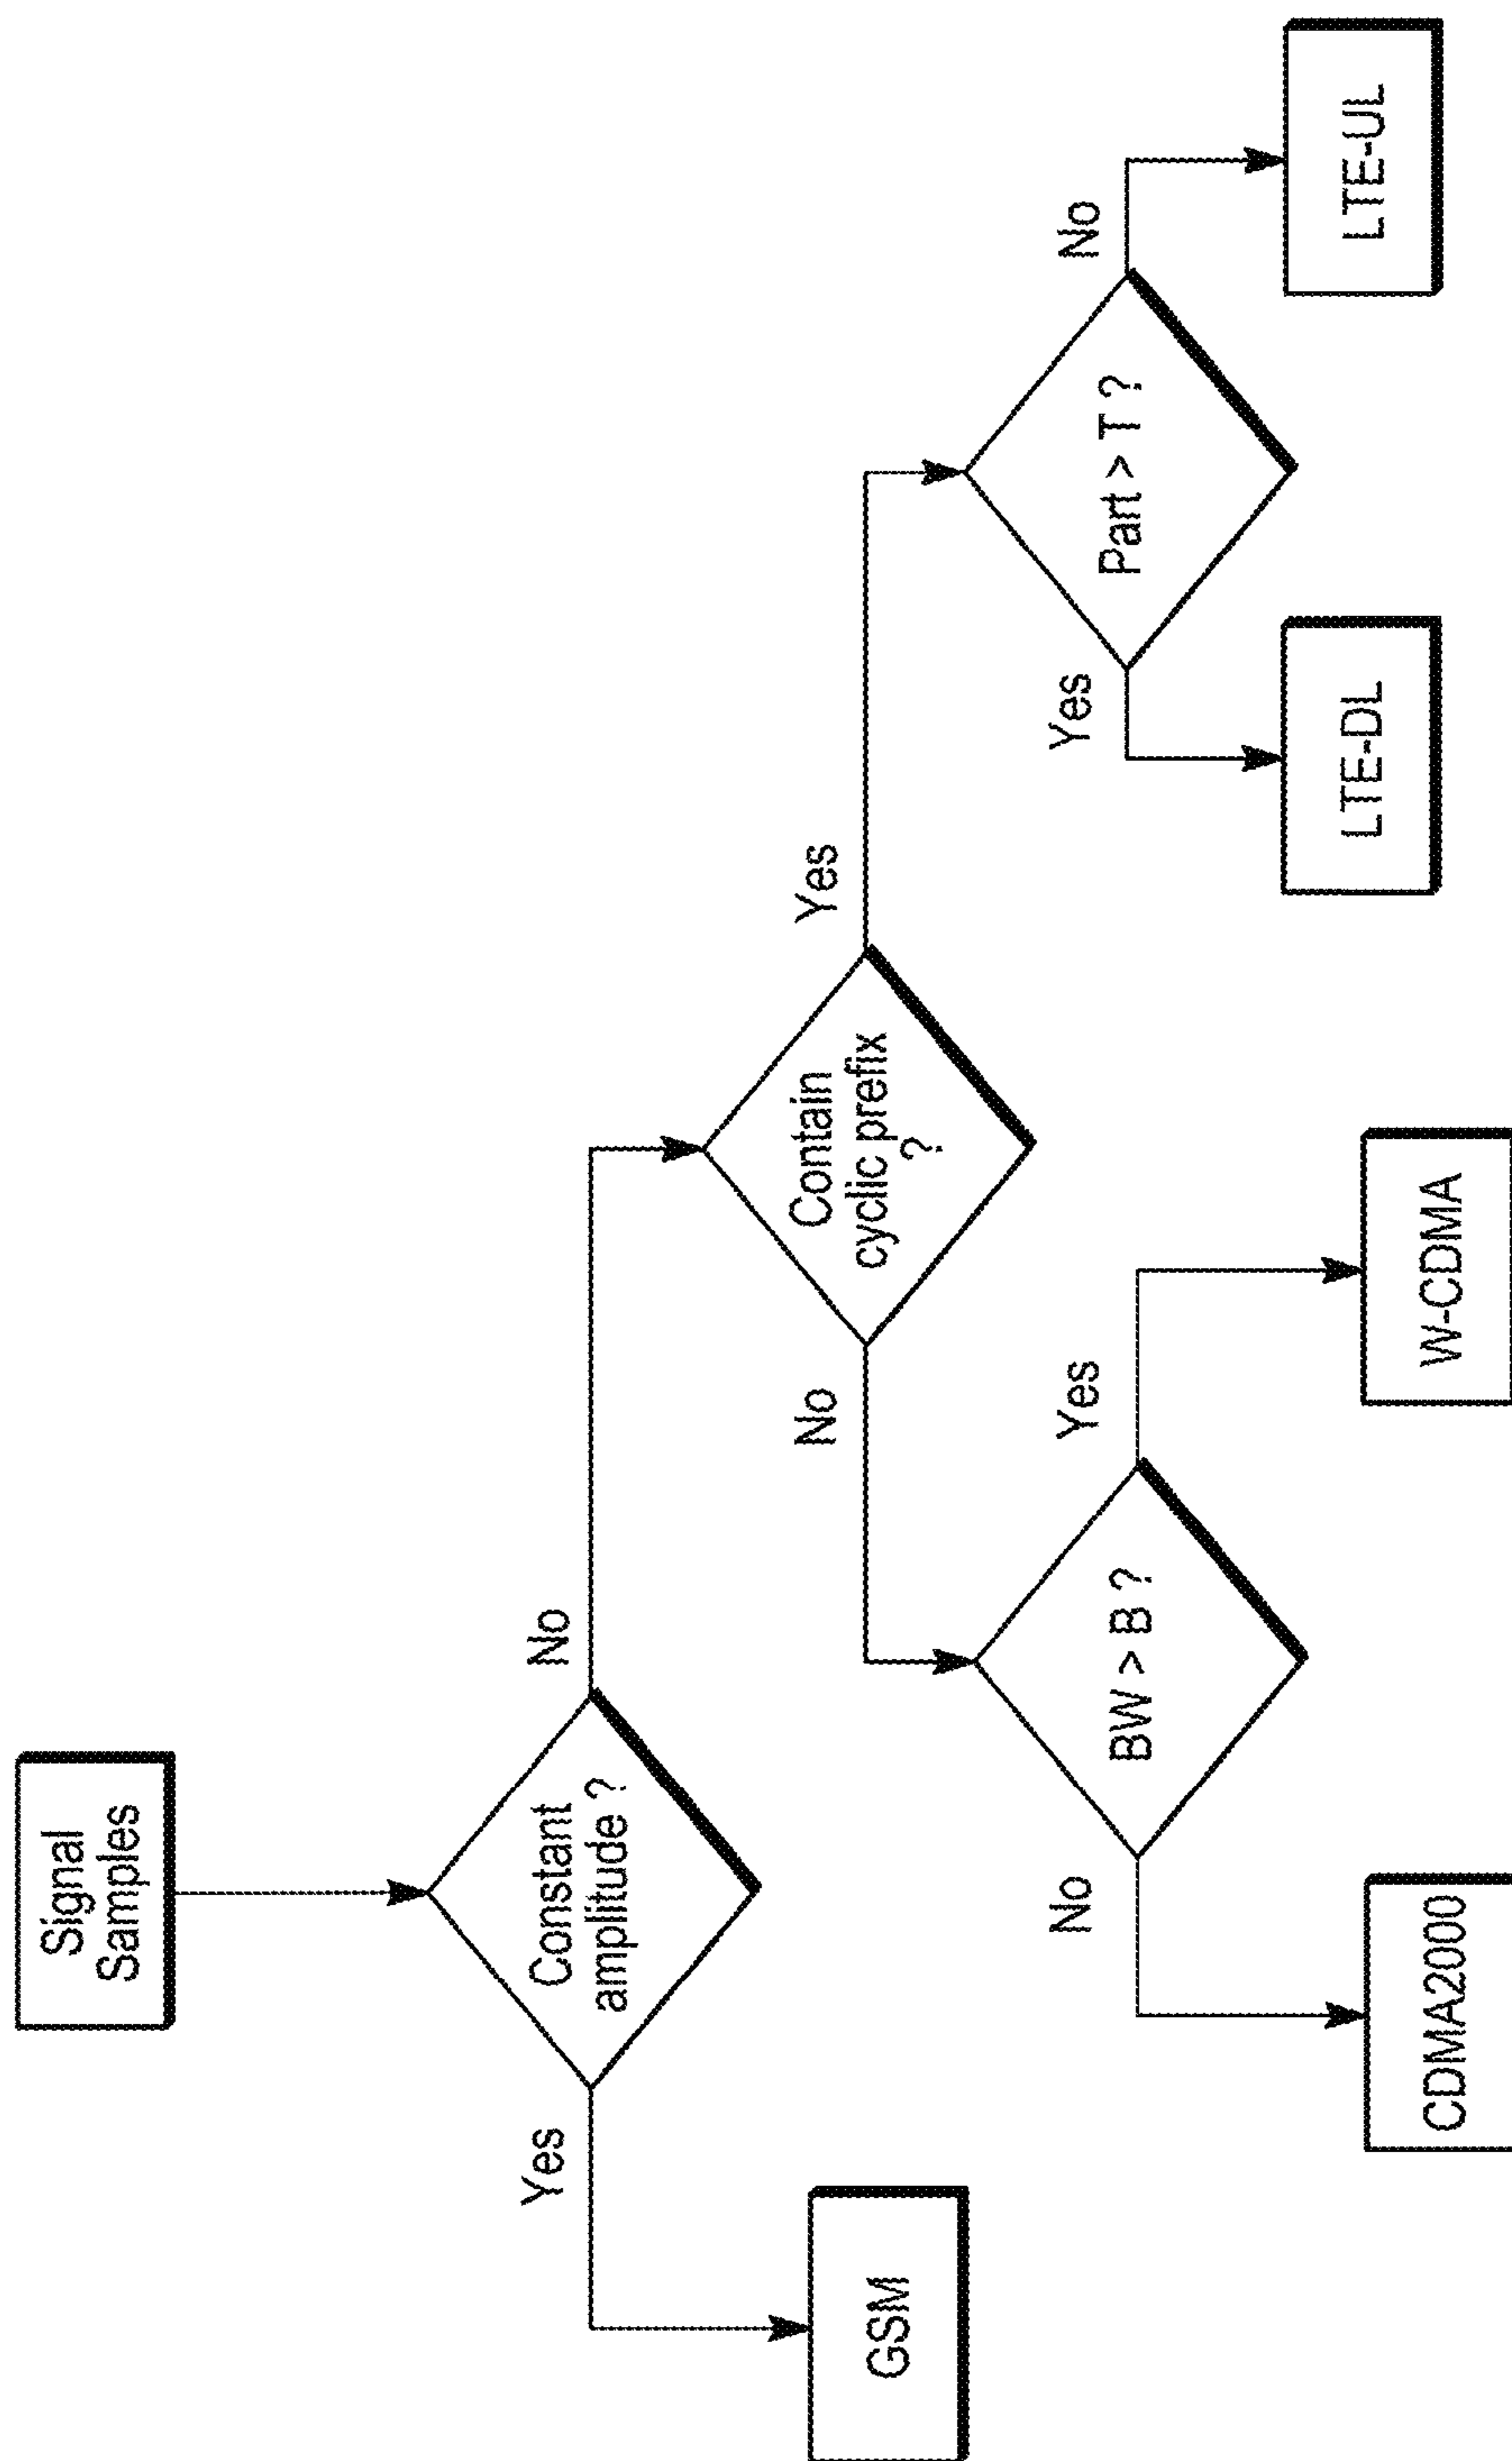 Signal
Samples
Constant
amplitude ?
Yes
No
GSM
Contain
cyclic prefix
?
No
Yes
BW > B ?
No
Yes
CDMA2000
W-CDMA
Part > T ?
Yes
No
LTE-DL
LTE-UL